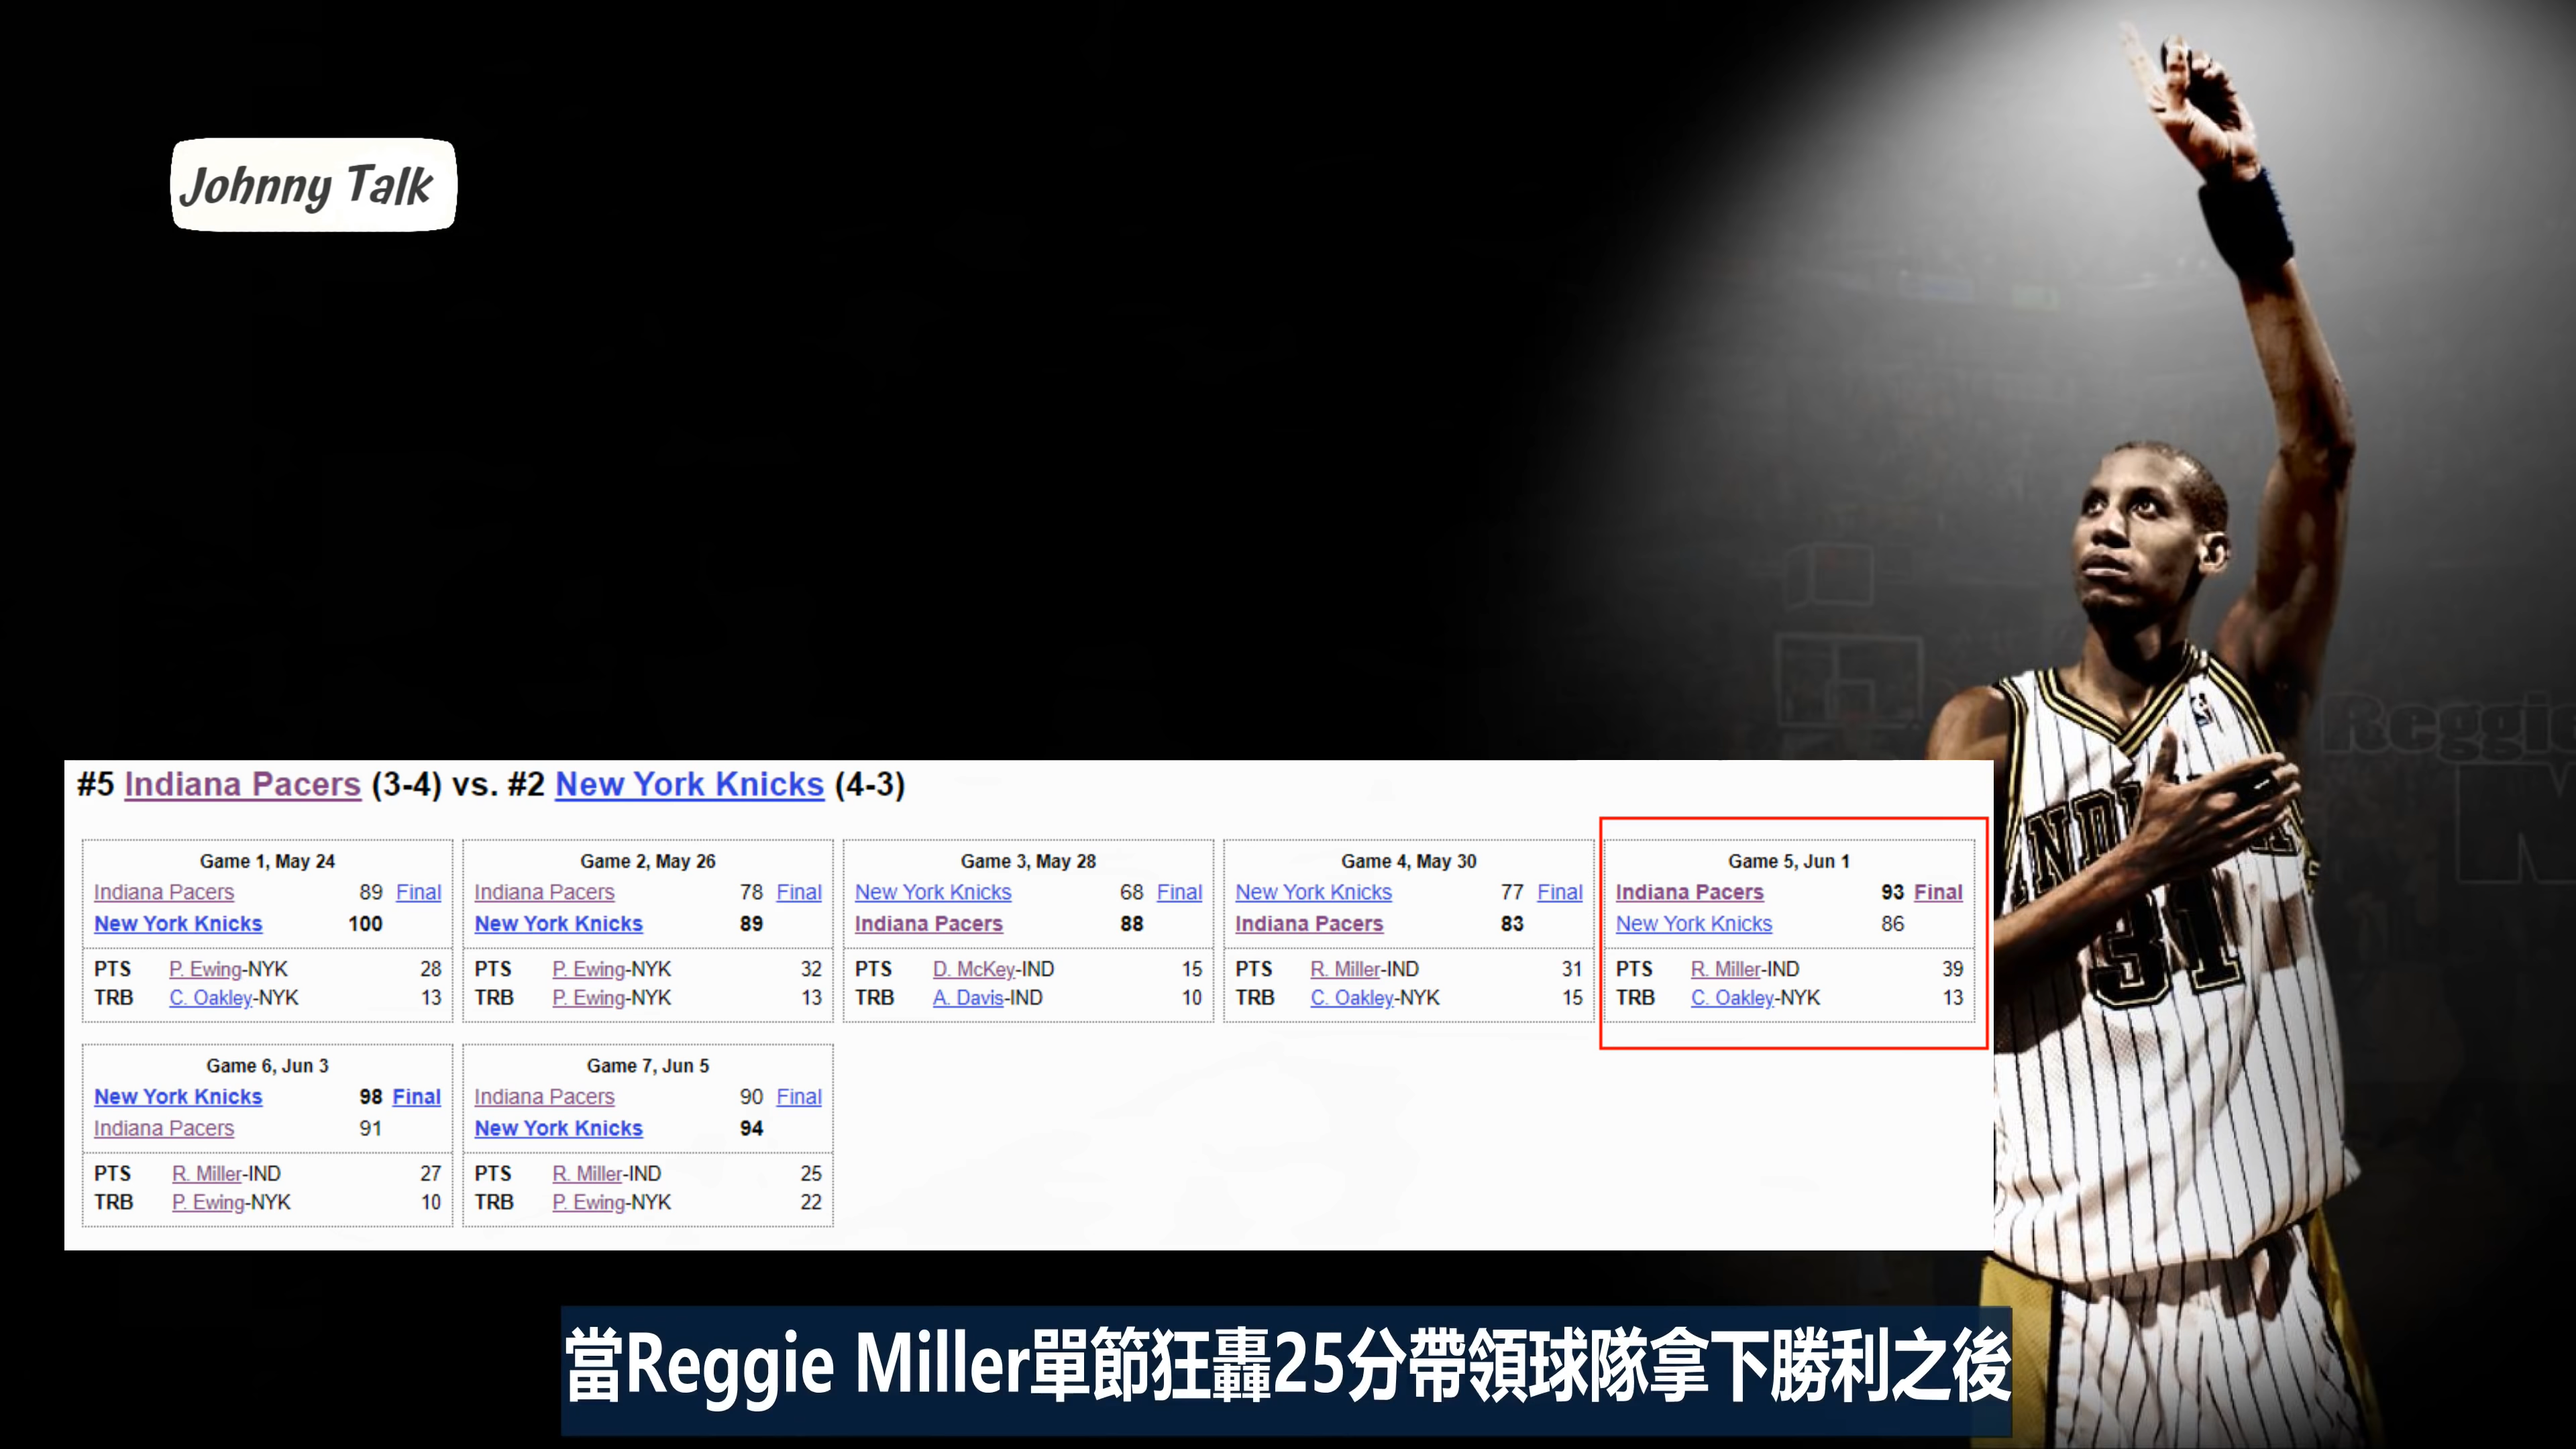 Johnny Talk
#5 Indiana Pacers (3-4) vs. #2 New York Knicks (4-3)
Game 1, May 24
Indiana Pacers 89 Final
New York Knicks 100
PTS P. Ewing-NYK 28
TRB C. Oakley-NYK 13
Game 2, May 26
Indiana Pacers 78 Final
New York Knicks 89
PTS P. Ewing-NYK 32
TRB P. Ewing-NYK 13
Game 3, May 28
New York Knicks 68 Final
Indiana Pacers 88
PTS D. McKey-IND 15
TRB A. Davis-IND 10
Game 4, May 30
New York Knicks 77 Final
Indiana Pacers 83
PTS R. Miller-IND 31
TRB C. Oakley-NYK 15
Game 5, Jun 1
Indiana Pacers 93 Final
New York Knicks 86
PTS R. Miller-IND 39
TRB C. Oakley-NYK 13
Game 6, Jun 3
New York Knicks 98 Final
Indiana Pacers 91
PTS R. Miller-IND 27
TRB P. Ewing-NYK 10
Game 7, Jun 5
Indiana Pacers 90 Final
New York Knicks 94
PTS R. Miller-IND 25
TRB P. Ewing-NYK 22
Reggie
31
當Reggie Miller單節狂轟25分帶領球隊拿下勝利之後